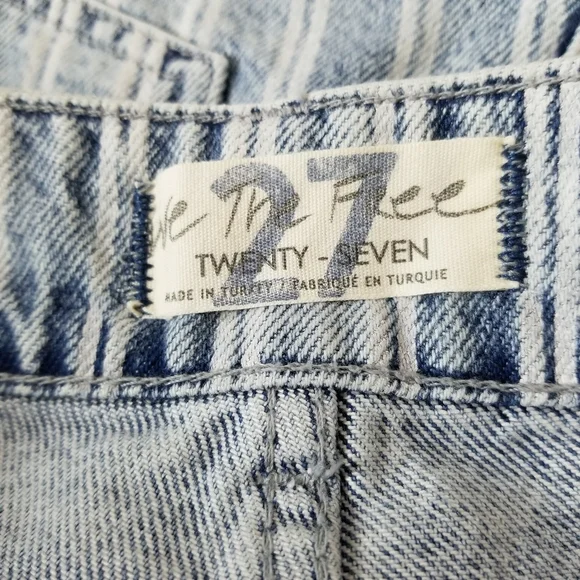 We The Free
27
TWENTY - SEVEN
MADE IN TURKEY / FABRIQUÉ EN TURQUIE